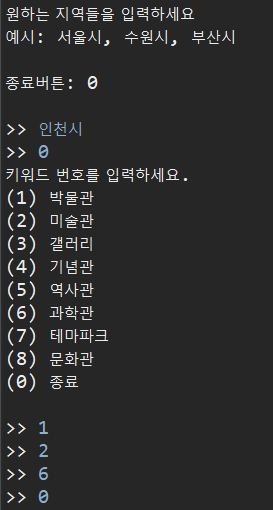 원하는 지역들을 입력하세요
예시: 서울시, 수원시, 부산시
종료버튼: 0
>> 인천시
>> 0
키워드 번호를 입력하세요.
(1) 박물관
(2) 미술관
(3) 갤러리
(4) 기념관
(5) 역사관
(6) 과학관
(7) 테마파크
(8) 문화관
(0) 종료
>> 1
>> 2
>> 6
>> 0